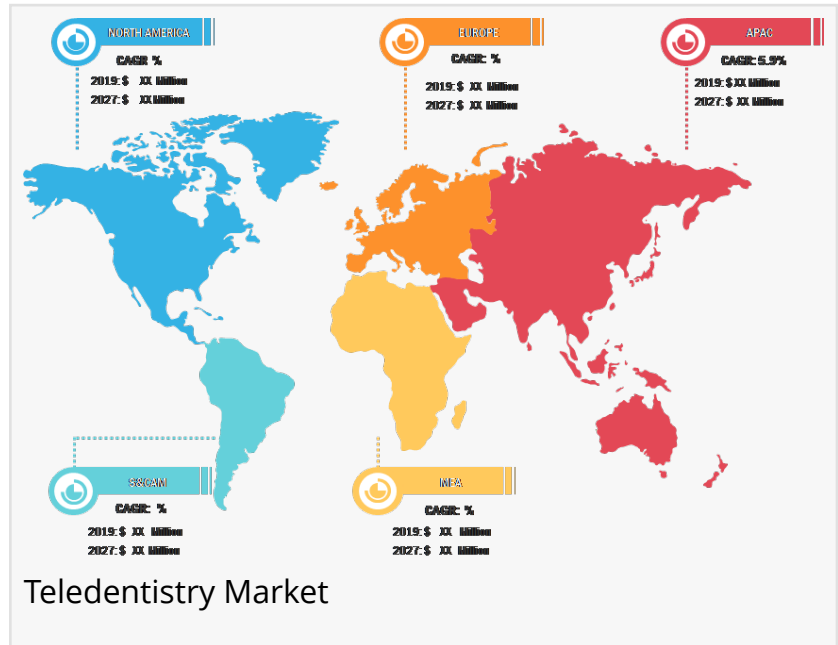 NORTH AMERICA
CAGR: %
2019: $ XX Million
2027: $ XX Million
EUROPE
CAGR: %
2019: $ XX Million
2027: $ XX Million
APAC
CAGR: 5.9%
2019: $ XX Million
2027: $ XX Million
S&CAM
CAGR: %
2019: $ XX Million
2027: $ XX Million
MEA
CAGR: %
2019: $ XX Million
2027: $ XX Million
Teledentistry Market